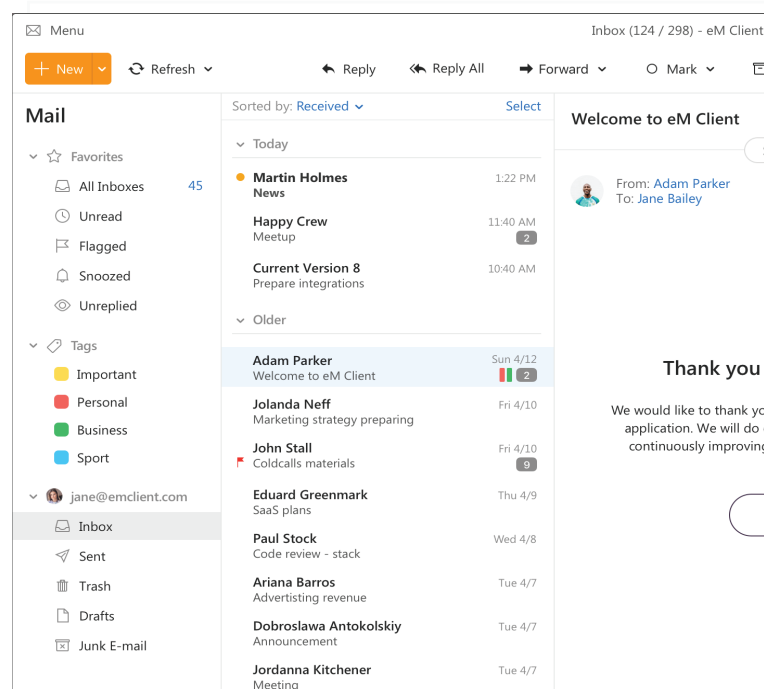 Menu
Inbox (124 / 298) - eM Client
New
Refresh
Reply
Reply All
Forward
Mark
Mail
Favorites
All Inboxes 45
Unread
Flagged
Snoozed
Unreplied
Tags
Important
Personal
Business
Sport
jane@emclient.com
Inbox
Sent
Trash
Drafts
Junk E-mail
Sorted by: Received
Select
Today
Martin Holmes 1:22 PM
News
Happy Crew 11:40 AM
Meetup 2
Current Version 8 10:40 AM
Prepare integrations
Older
Adam Parker Sun 4/12
Welcome to eM Client 2
Jolanda Neff Fri 4/10
Marketing strategy preparing
John Stall Fri 4/10
Coldcalls materials 9
Eduard Greenmark Thu 4/9
SaaS plans
Paul Stock Wed 4/8
Code review - stack
Ariana Barros Tue 4/7
Advertisting revenue
Dobroslawa Antokolskiy Tue 4/7
Announcement
Jordanna Kitchener Tue 4/7
Meeting
Welcome to eM Client
From: Adam Parker
To: Jane Bailey
Thank you
We would like to thank yo
application. We will do
continuously improving